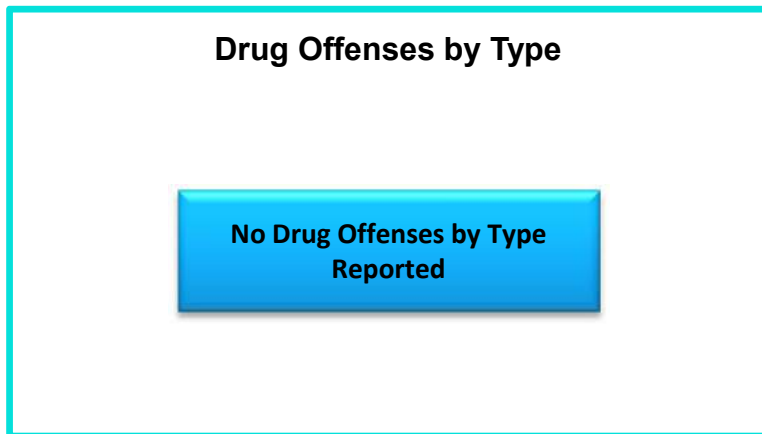 Drug Offenses by Type
No Drug Offenses by Type
Reported